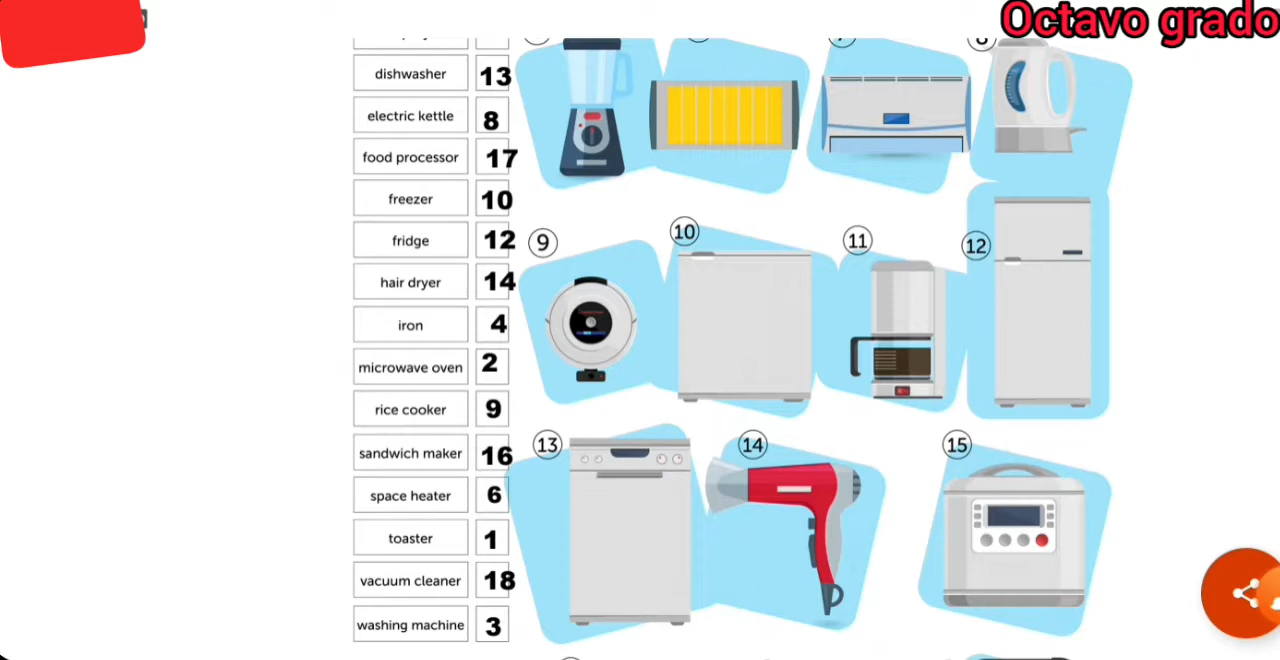 Octavo grado
dishwasher 13
electric kettle 8
food processor 17
freezer 10
fridge 12
hair dryer 14
iron 4
microwave oven 2
rice cooker 9
sandwich maker 16
space heater 6
toaster 1
vacuum cleaner 18
washing machine 3
9
10
11
12
13
14
15